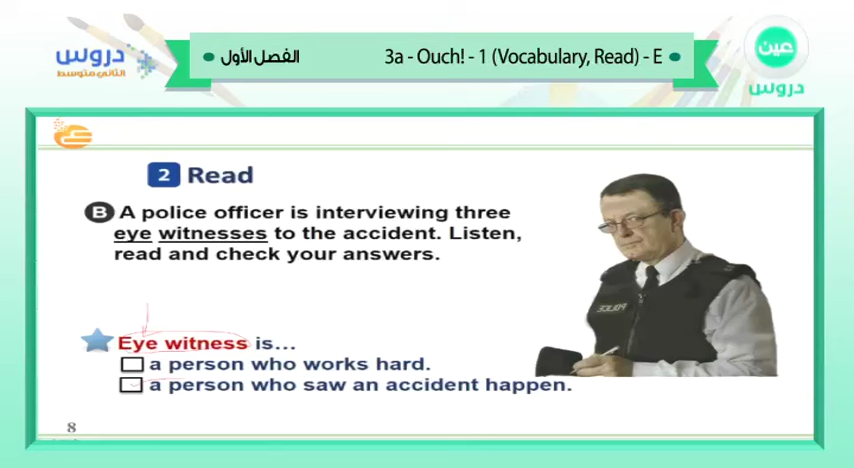 دروس
الثاني متوسط
الفصل الأول
3a - Ouch! - 1 (Vocabulary, Read) - E
عين
دروس
2 Read
B A police officer is interviewing three
eye witnesses to the accident. Listen,
read and check your answers.
POLICE
Eye witness is...
a person who works hard.
a person who saw an accident happen.
8